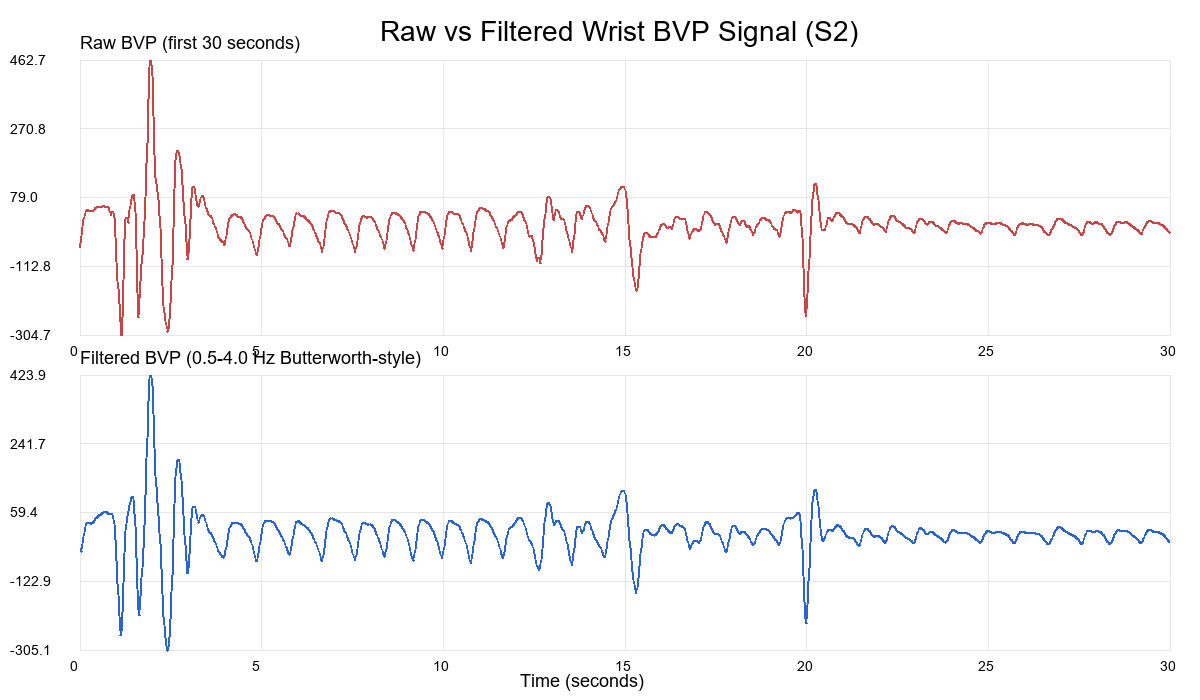 Raw vs Filtered Wrist BVP Signal (S2)
Raw BVP (first 30 seconds)
462.7
270.8
79.0
-112.8
-304.7
0 5 10 15 20 25 30
Filtered BVP (0.5-4.0 Hz Butterworth-style)
423.9
241.7
59.4
-122.9
-305.1
0 5 10 15 20 25 30
Time (seconds)